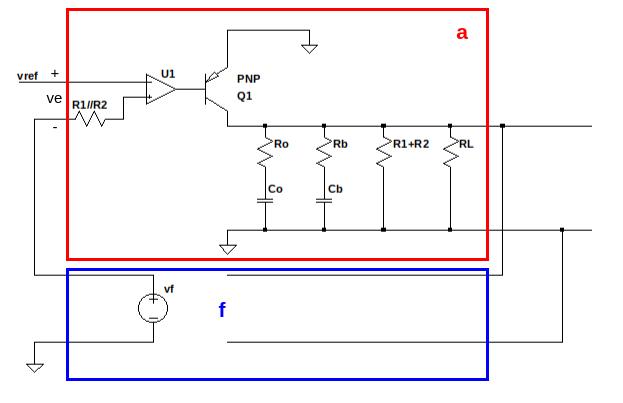 a
vref +
U1
PNP
Q1
ve
R1//R2
-
Ro
Rb
R1+R2
RL
Co
Cb
vf
f